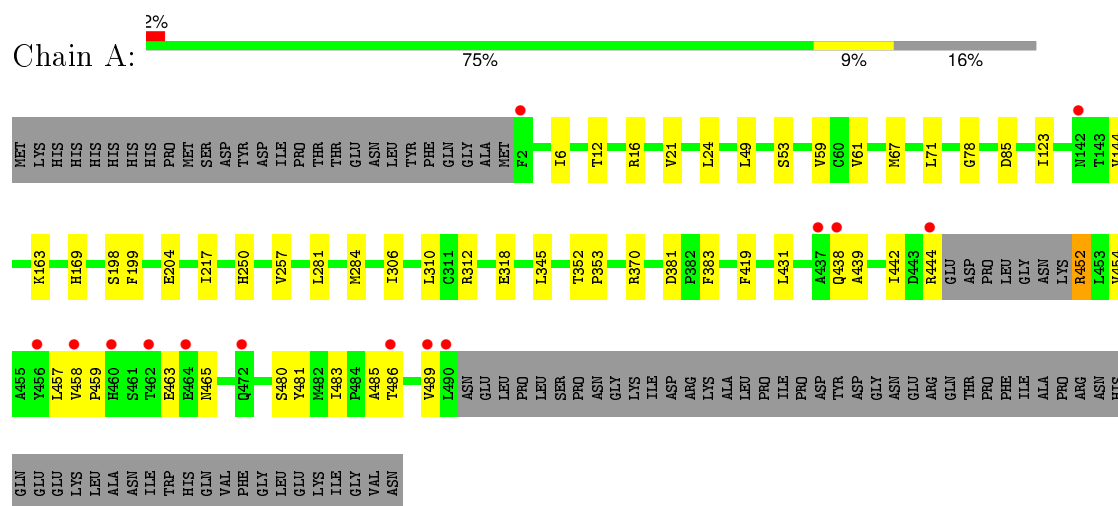 2%
Chain A:
75% 9% 16%
MET LYS HIS HIS HIS HIS HIS HIS PRO MET SER ASP TYR ASP ILE PRO THR THR GLU ASN LEU TYR PHE GLN GLY ALA MET F2 I6 T12 R16 V21 L24 L49 S53 V59 C60 V61 M67 L71 G78 D85 I123 N142 T143 V144
K163 H169 S198 F199 E204 I217 H250 V257 L281 M284 I306 L310 C311 R312 E318 L345 T352 P353 R370 D381 P382 F383 F419 L431 A437 Q438 A439 I442 D443 R444 GLU ASP PRO LEU GLY ASN LYS R452 L453 V454
A455 Y456 L457 V458 P459 H460 S461 T462 E463 E464 N465 Q472 S480 Y481 M482 I483 P484 A485 T486 V489 L490 ASN GLU LEU PRO LEU SER PRO ASN GLY LYS ILE ASP ARG LYS ALA LEU PRO ILE PRO ASP TYR ASP GLY ASN GLU ARG GLN THR PRO PHE ILE ALA PRO ARG ASN HIS
GLN GLU GLU LYS LEU ALA ASN ILE TRP HIS GLN VAL PHE GLY LEU GLU LYS ILE GLY VAL ASN